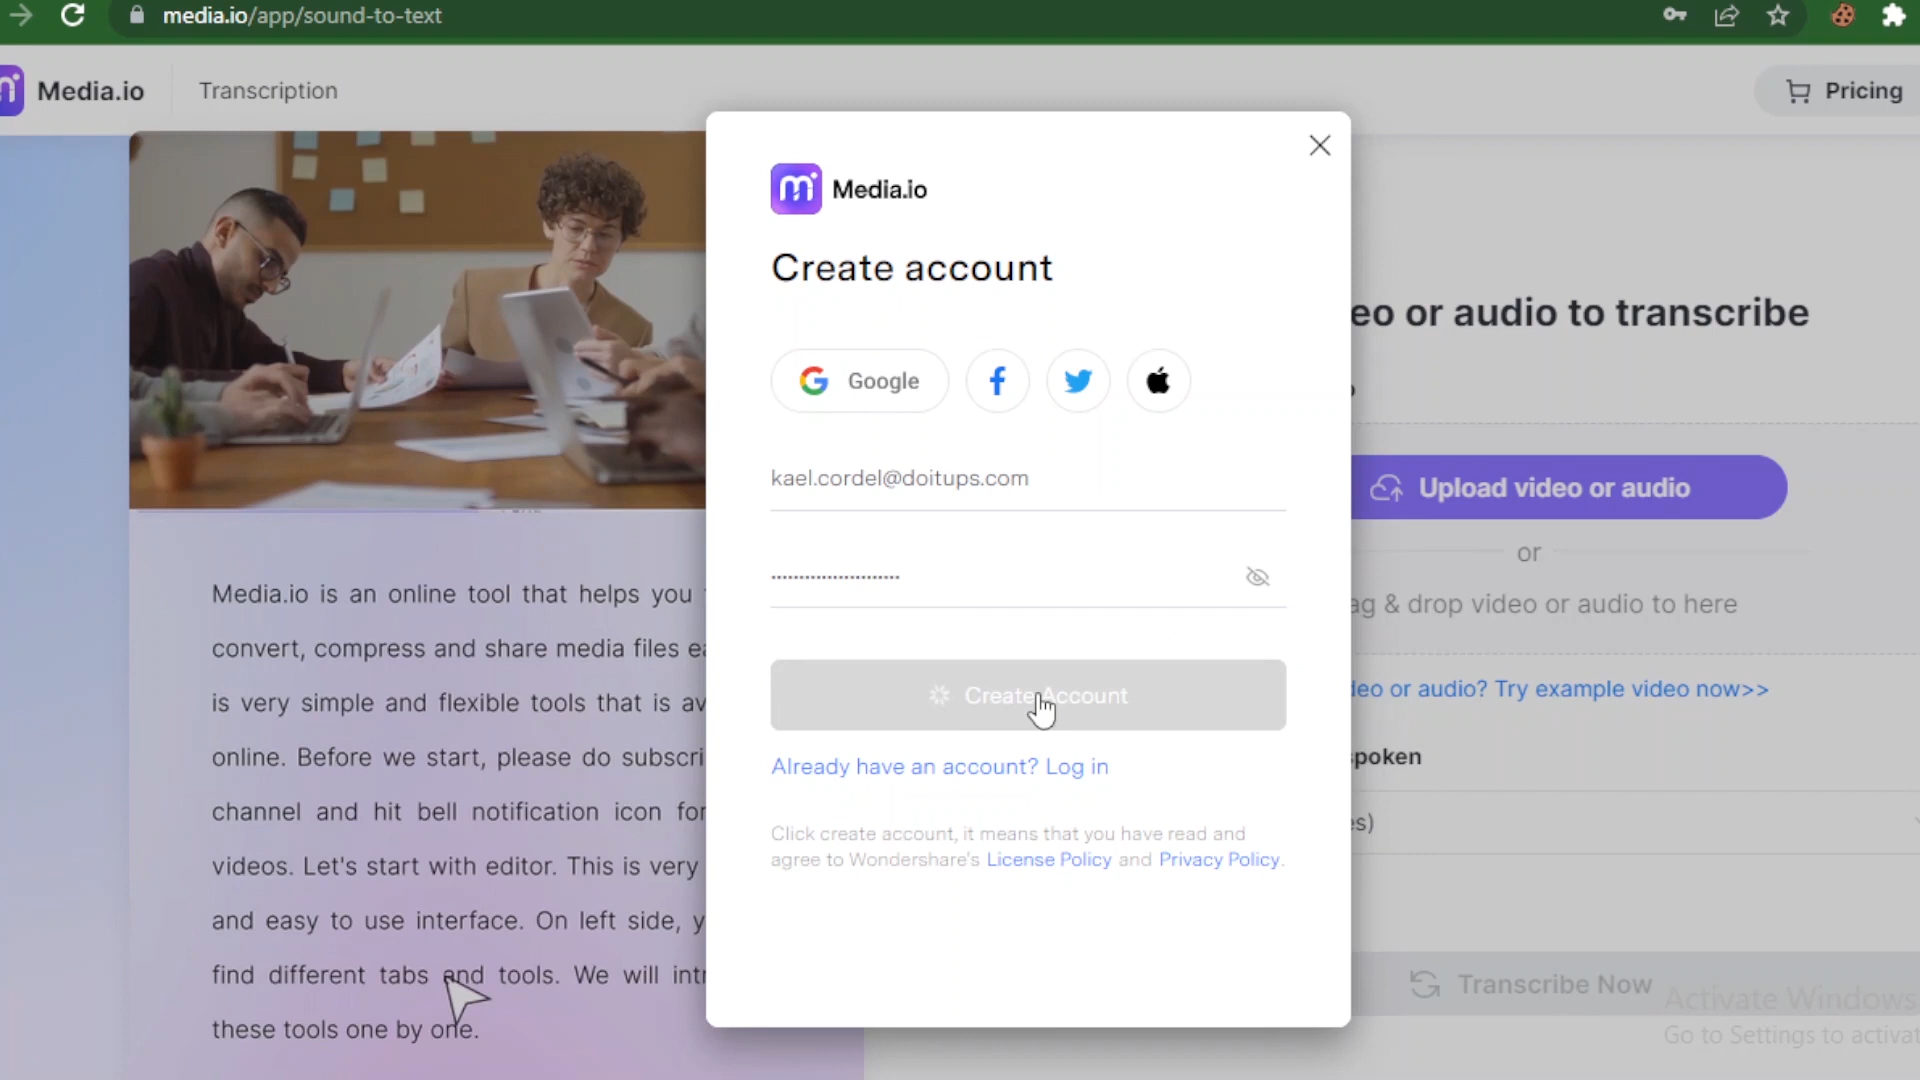 media.io/app/sound-to-text
Media.io
Transcription
Pricing
Media.io
Create account
Google
kael.cordel@doitups.com
Create Account
Already have an account? Log in
Click create account, it means that you have read and
agree to Wondershare's License Policy and Privacy Policy.
Media.io is an online tool that helps you
convert, compress and share media files
is very simple and flexible tools that is
online. Before we start, please do
channel and hit bell notification icon for
videos. Let's start with editor. This is very
and easy to use interface. On left side,
find different tabs and tools. We will
these tools one by one.
eo or audio to transcribe
Upload video or audio
or
ag & drop video or audio to here
deo or audio? Try example video now>>
spoken
es)
Transcribe Now
Activate Windows
Go to Settings to activat